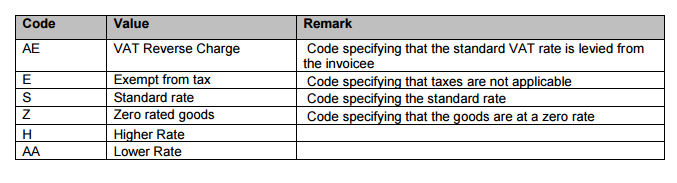 Code Value Remark
AE VAT Reverse Charge Code specifying that the standard VAT rate is levied from
the invoicee
E Exempt from tax Code specifying that taxes are not applicable
S Standard rate Code specifying the standard rate
Z Zero rated goods Code specifying that the goods are at a zero rate
H Higher Rate
AA Lower Rate